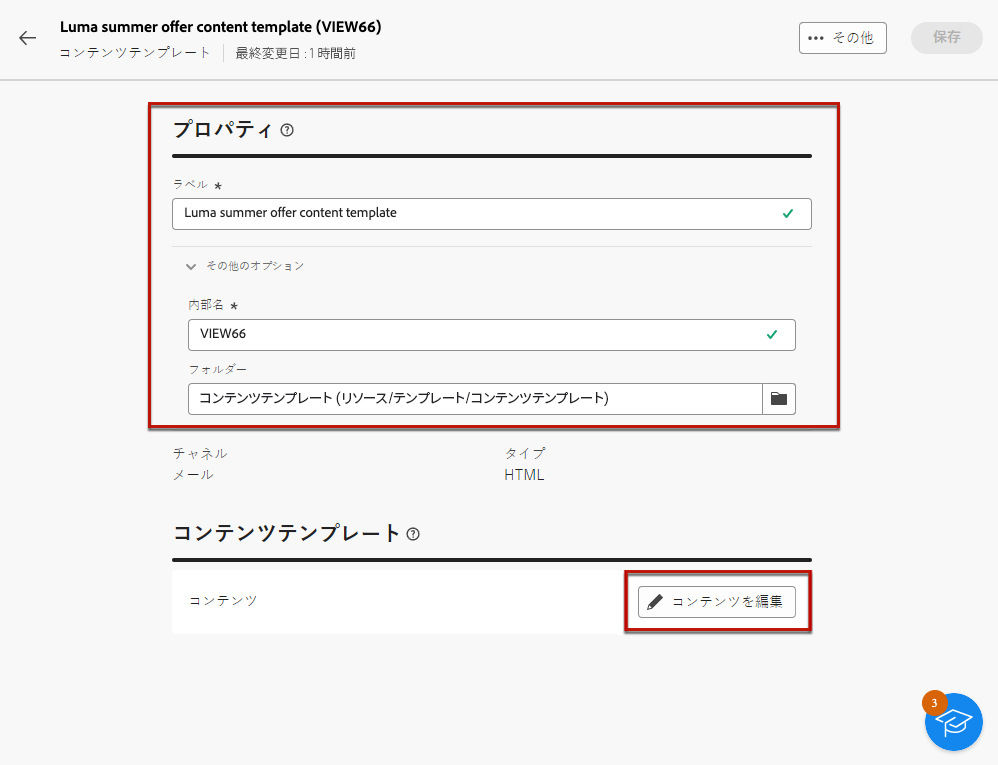 Luma summer offer content template (VIEW66)
コンテンツテンプレート 最終変更日 : 1 時間前
••• その他
保存
プロパティ
ラベル *
Luma summer offer content template
その他のオプション
内部名 *
VIEW66
フォルダー
コンテンツテンプレート (リソース/テンプレート/コンテンツテンプレート)
チャネル
メール
タイプ
HTML
コンテンツテンプレート
コンテンツ
コンテンツを編集
3